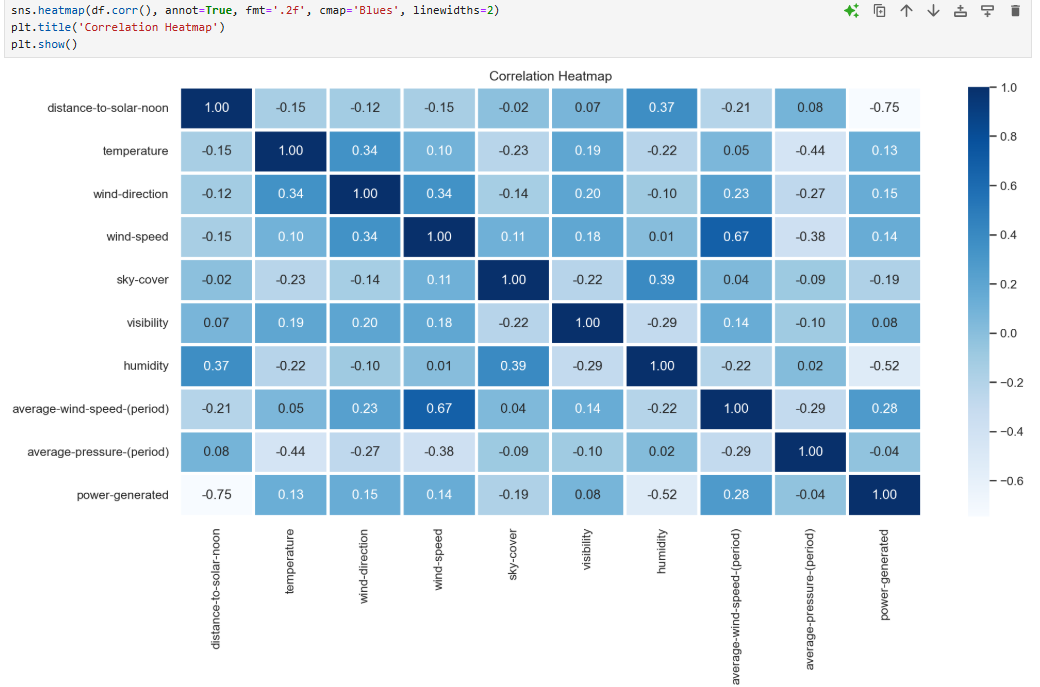 sns.heatmap(df.corr(), annot=True, fmt='.2f', cmap='Blues', linewidths=2)
plt.title('Correlation Heatmap')
plt.show()
Correlation Heatmap
distance-to-solar-noon 1.00 -0.15 -0.12 -0.15 -0.02 0.07 0.37 -0.21 0.08 -0.75
temperature -0.15 1.00 0.34 0.10 -0.23 0.19 -0.22 0.05 -0.44 0.13
wind-direction -0.12 0.34 1.00 0.34 -0.14 0.20 -0.10 0.23 -0.27 0.15
wind-speed -0.15 0.10 0.34 1.00 0.11 0.18 0.01 0.67 -0.38 0.14
sky-cover -0.02 -0.23 -0.14 0.11 1.00 -0.22 0.39 0.04 -0.09 -0.19
visibility 0.07 0.19 0.20 0.18 -0.22 1.00 -0.29 0.14 -0.10 0.08
humidity 0.37 -0.22 -0.10 0.01 0.39 -0.29 1.00 -0.22 0.02 -0.52
average-wind-speed-(period) -0.21 0.05 0.23 0.67 0.04 0.14 -0.22 1.00 -0.29 0.28
average-pressure-(period) 0.08 -0.44 -0.27 -0.38 -0.09 -0.10 0.02 -0.29 1.00 -0.04
power-generated -0.75 0.13 0.15 0.14 -0.19 0.08 -0.52 0.28 -0.04 1.00
distance-to-solar-noon
temperature
wind-direction
wind-speed
sky-cover
visibility
humidity
average-wind-speed-(period)
average-pressure-(period)
power-generated
1.0
0.8
0.6
0.4
0.2
0.0
−0.2
−0.4
−0.6